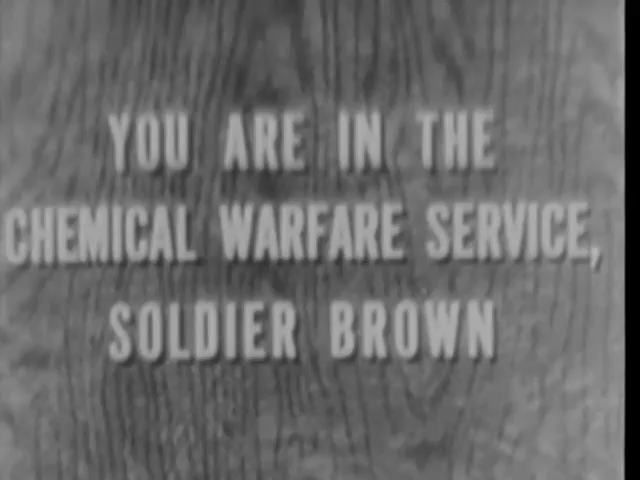 YOU ARE IN THE
CHEMICAL WARFARE SERVICE,
SOLDIER BROWN